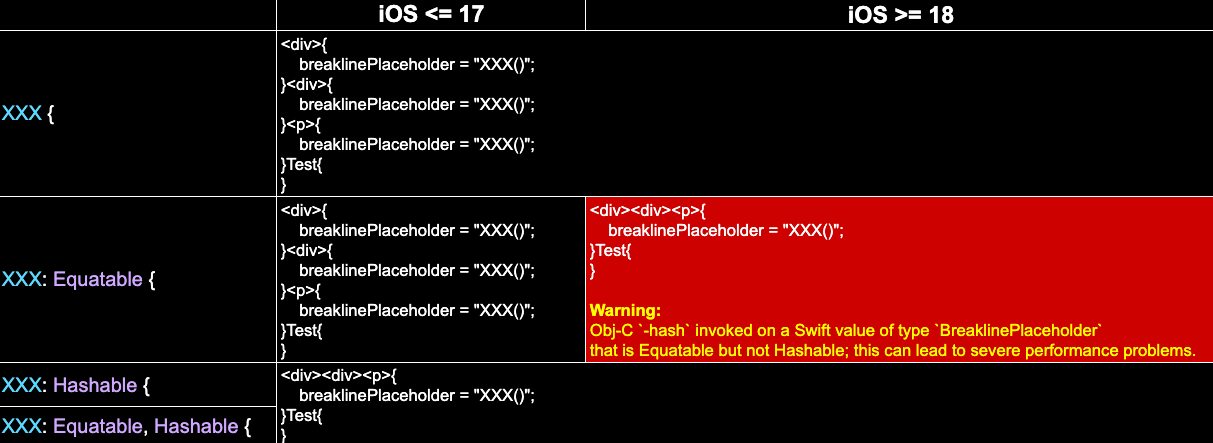 iOS <= 17
iOS >= 18
XXX {
<div>{
breaklinePlaceholder = "XXX()";
}<div>{
breaklinePlaceholder = "XXX()";
}<p>{
breaklinePlaceholder = "XXX()";
}Test{
}
XXX: Equatable {
<div>{
breaklinePlaceholder = "XXX()";
}<div>{
breaklinePlaceholder = "XXX()";
}<p>{
breaklinePlaceholder = "XXX()";
}Test{
}
<div><div><p>{
breaklinePlaceholder = "XXX()";
}Test{
}
Warning:
Obj-C `-hash` invoked on a Swift value of type `BreaklinePlaceholder`
that is Equatable but not Hashable; this can lead to severe performance problems.
XXX: Hashable {
XXX: Equatable, Hashable {
<div><div><p>{
breaklinePlaceholder = "XXX()";
}Test{
}